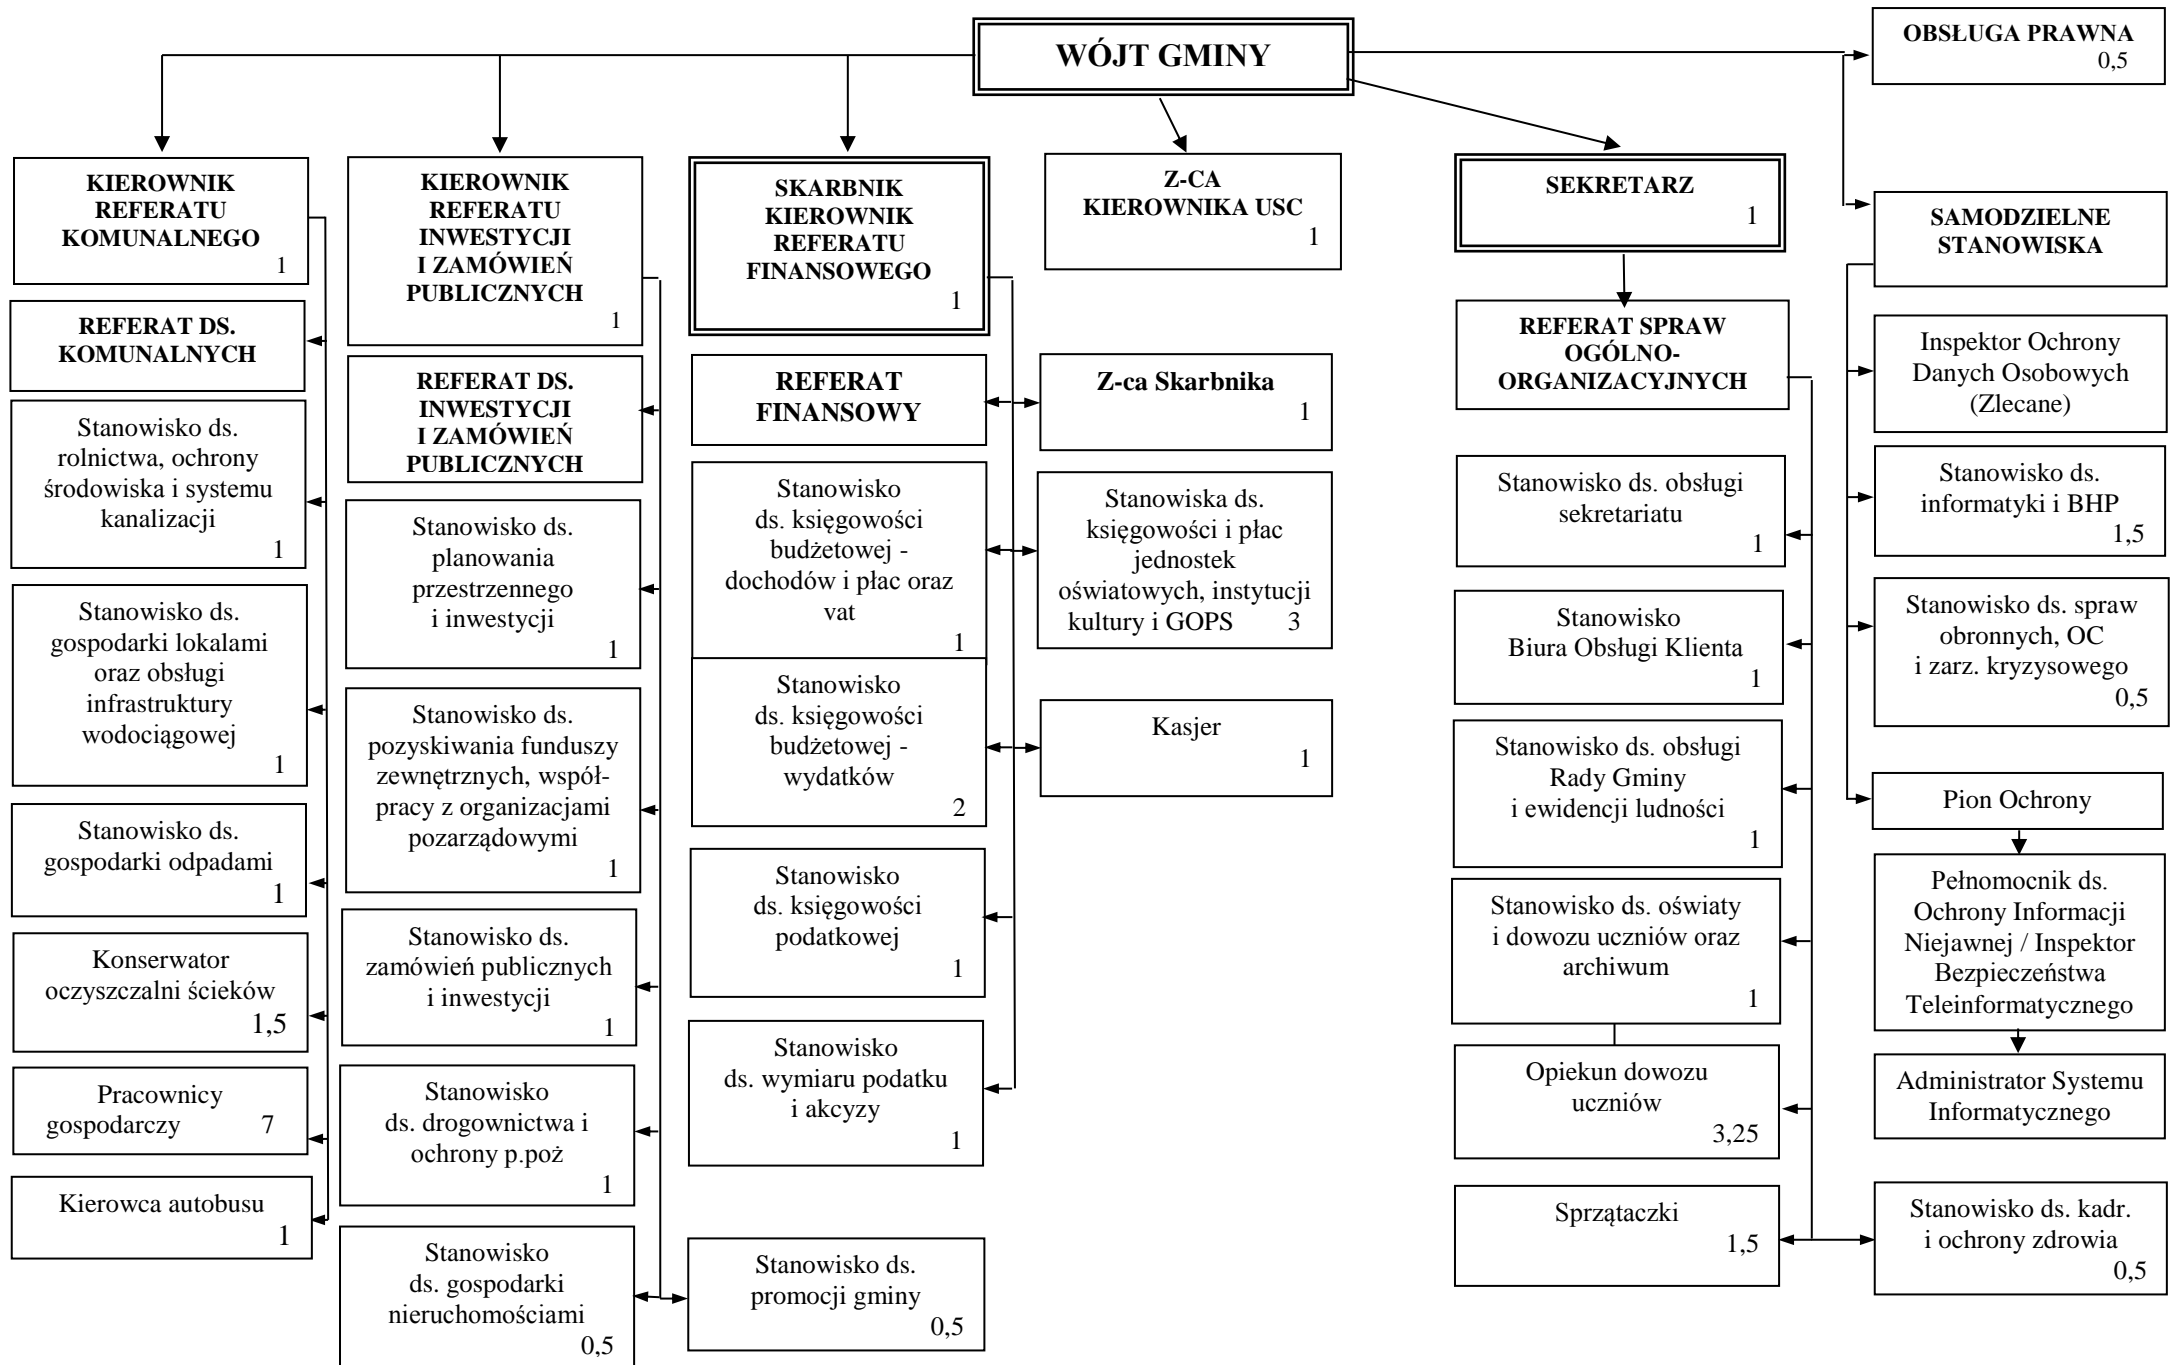 WÓJT GMINY
OBSŁUGA PRAWNA
0,5
KIEROWNIK
REFERATU
KOMUNALNEGO
1
REFERAT DS.
KOMUNALNYCH
Stanowisko ds.
rolnictwa, ochrony
środowiska i systemu
kanalizacji
1
Stanowisko ds.
gospodarki lokalami
oraz obsługi
infrastruktury
wodociągowej
1
Stanowisko ds.
gospodarki odpadami
1
Konserwator
oczyszczalni ścieków
1,5
Pracownicy
gospodarczy 7
Kierowca autobusu
1
KIEROWNIK
REFERATU
INWESTYCJI
I ZAMÓWIEŃ
PUBLICZNYCH
1
REFERAT DS.
INWESTYCJI
I ZAMÓWIEŃ
PUBLICZNYCH
Stanowisko ds.
planowania
przestrzennego
i inwestycji
1
Stanowisko ds.
pozyskiwania funduszy
zewnętrznych, współ-
pracy z organizacjami
pozarządowymi
1
Stanowisko ds.
zamówień publicznych
i inwestycji
1
Stanowisko
ds. drogownictwa i
ochrony p.poż
1
Stanowisko
ds. gospodarki
nieruchomościami
0,5
SKARBNIK
KIEROWNIK
REFERATU
FINANSOWEGO
1
REFERAT
FINANSOWY
Stanowisko
ds. księgowości
budżetowej -
dochodów i płac oraz
vat
1
Stanowisko
ds. księgowości
budżetowej -
wydatków
2
Stanowisko
ds. księgowości
podatkowej
1
Stanowisko
ds. wymiaru podatku
i akcyzy
1
Stanowisko ds.
promocji gminy
0,5
Z-CA
KIEROWNIKA USC
1
Z-ca Skarbnika
1
Stanowiska ds.
księgowości i płac
jednostek
oświatowych, instytucji
kultury i GOPS 3
Kasjer
1
SEKRETARZ
1
REFERAT SPRAW
OGÓLNO-
ORGANIZACYJNYCH
Stanowisko ds. obsługi
sekretariatu
1
Stanowisko
Biura Obsługi Klienta
1
Stanowisko ds. obsługi
Rady Gminy
i ewidencji ludności
1
Stanowisko ds. oświaty
i dowozu uczniów oraz
archiwum
1
Opiekun dowozu
uczniów
3,25
Sprzątaczki
1,5
SAMODZIELNE
STANOWISKA
Inspektor Ochrony
Danych Osobowych
(Zlecane)
Stanowisko ds.
informatyki i BHP
1,5
Stanowisko ds. spraw
obronnych, OC
i zarz. kryzysowego
0,5
Pion Ochrony
Pełnomocnik ds.
Ochrony Informacji
Niejawnej / Inspektor
Bezpieczeństwa
Teleinformatycznego
Administrator Systemu
Informatycznego
Stanowisko ds. kadr.
i ochrony zdrowia
0,5